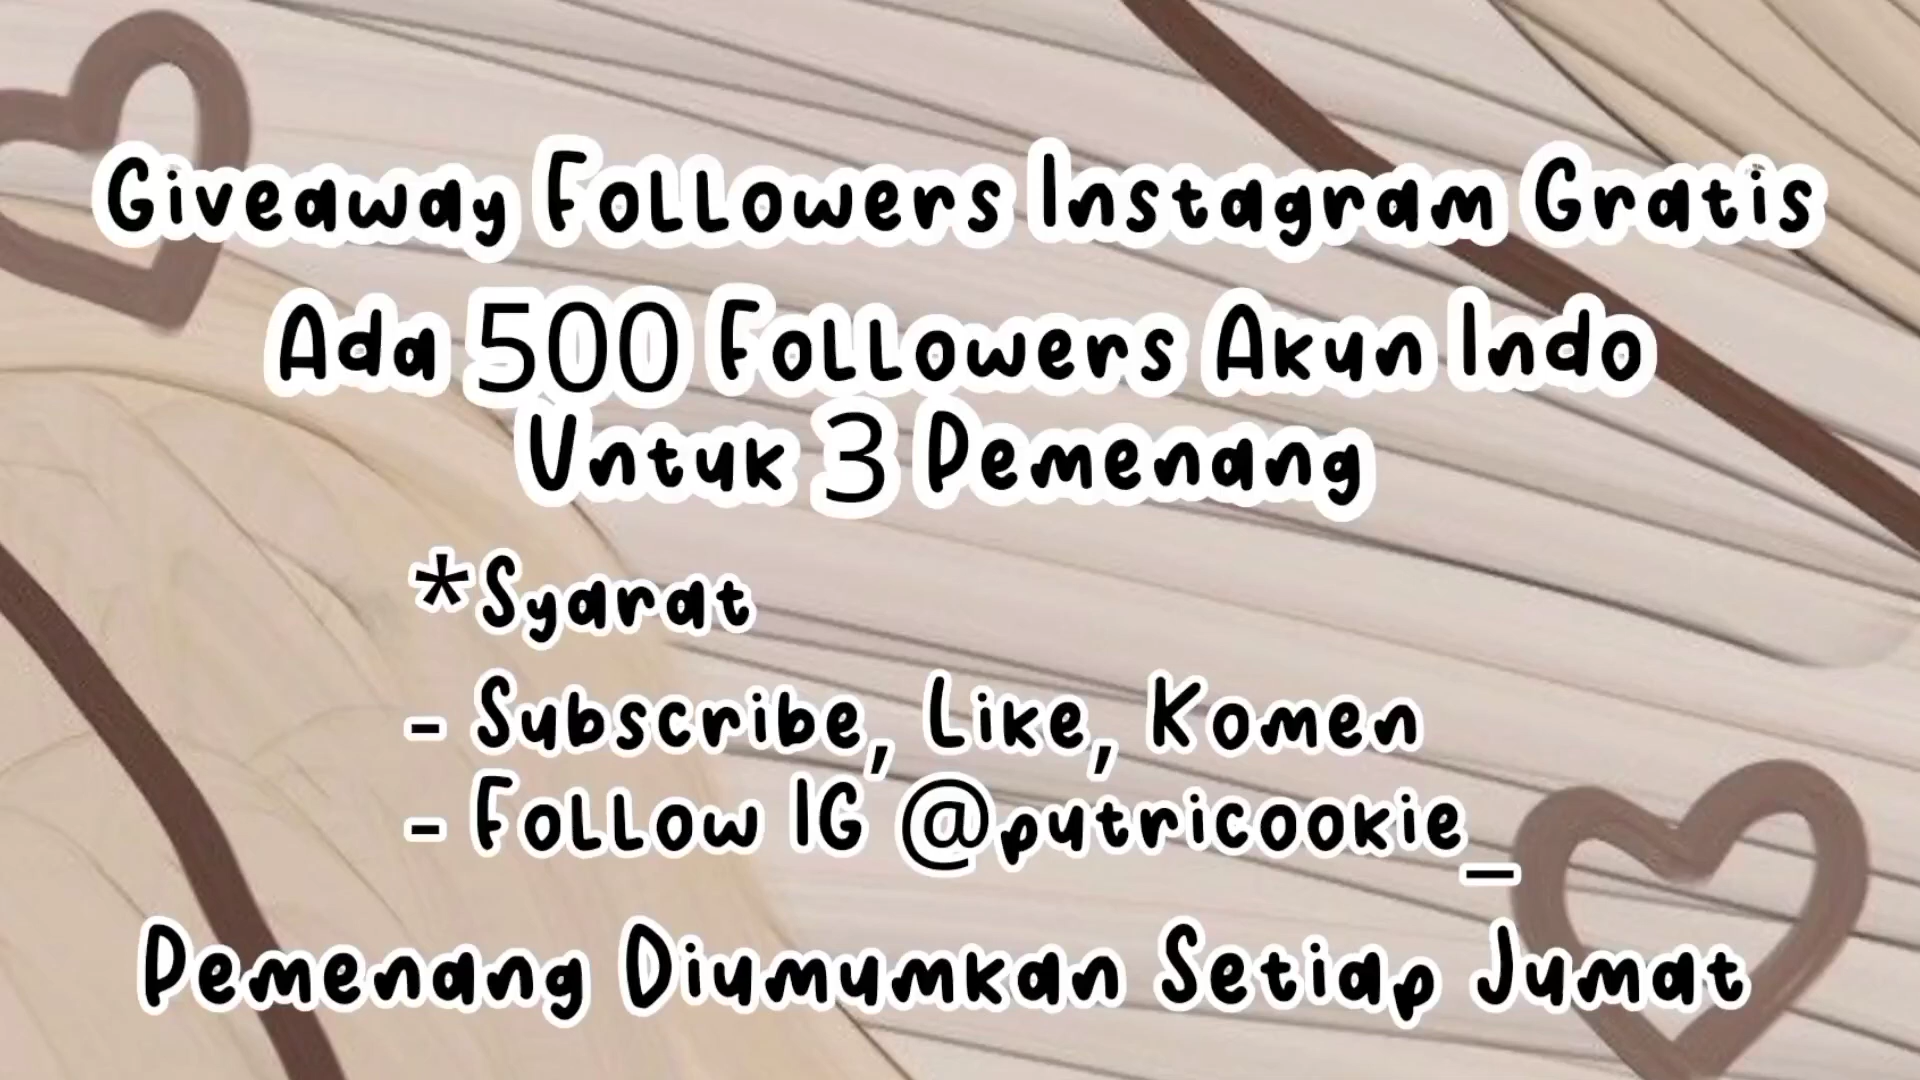 Giveaway Followers Instagram Gratis
Ada 500 Followers Akun Indo
Untuk 3 Pemenang
*Syarat
- Subscribe, Like, Komen
- Follow IG @putricookie_
Pemenang Diumumkan Setiap Jumat